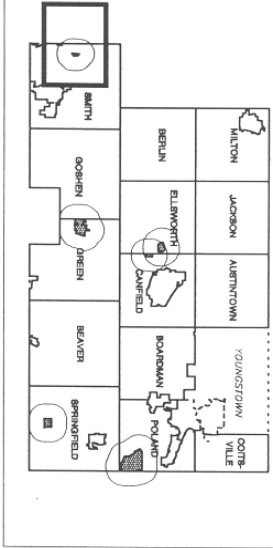 MILTON
JACKSON
AUSTINTOWN
YOUNGSTOWN
COITS-
VILLE
BERLIN
ELLSWORTH
CANFIELD
BOARDMAN
POLAND
SMITH
GOSHEN
GREEN
BEAVER
SPRINGFIELD